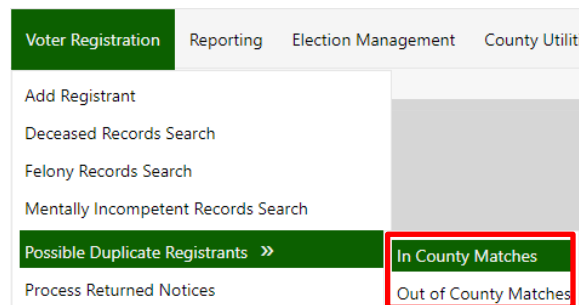 Voter Registration Reporting Election Management County Utilit
Add Registrant
Deceased Records Search
Felony Records Search
Mentally Incompetent Records Search
Possible Duplicate Registrants » In County Matches
Process Returned Notices Out of County Matches